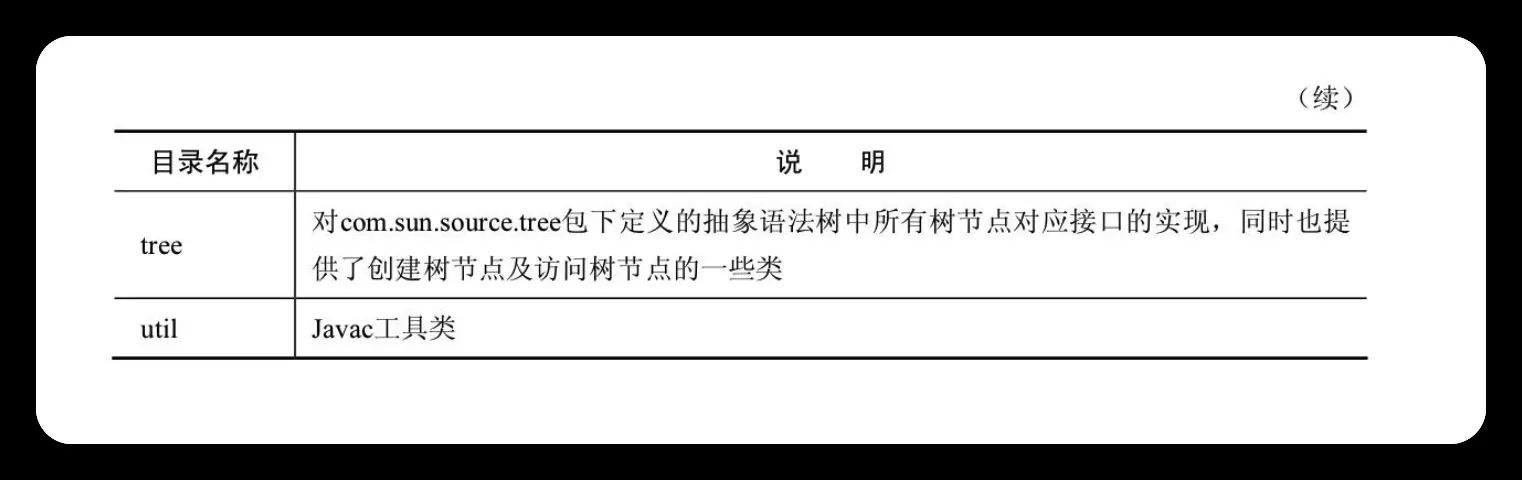 （续）
目录名称 说 明
tree 对com.sun.source.tree包下定义的抽象语法树中所有树节点对应接口的实现，同时也提
供了创建树节点及访问树节点的一些类
util Javac工具类